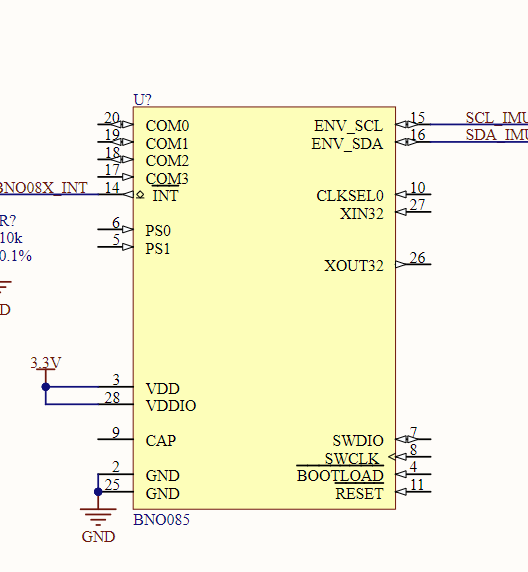 U?
20 COM0 ENV_SCL 15 SCL_IMU
19 COM1 ENV_SDA 16 SDA_IMU
18 COM2
17 COM3
BNO08X_INT 14 INT CLKSEL0 10
XIN32 27
R?
10k
0.1%
6 PS0
5 PS1
XOUT32 26
D
3.3V
3 VDD
28 VDDIO
9 CAP SWDIO 7
SWCLK 8
2 GND BOOTLOAD 4
25 GND RESET 11
BNO085
GND